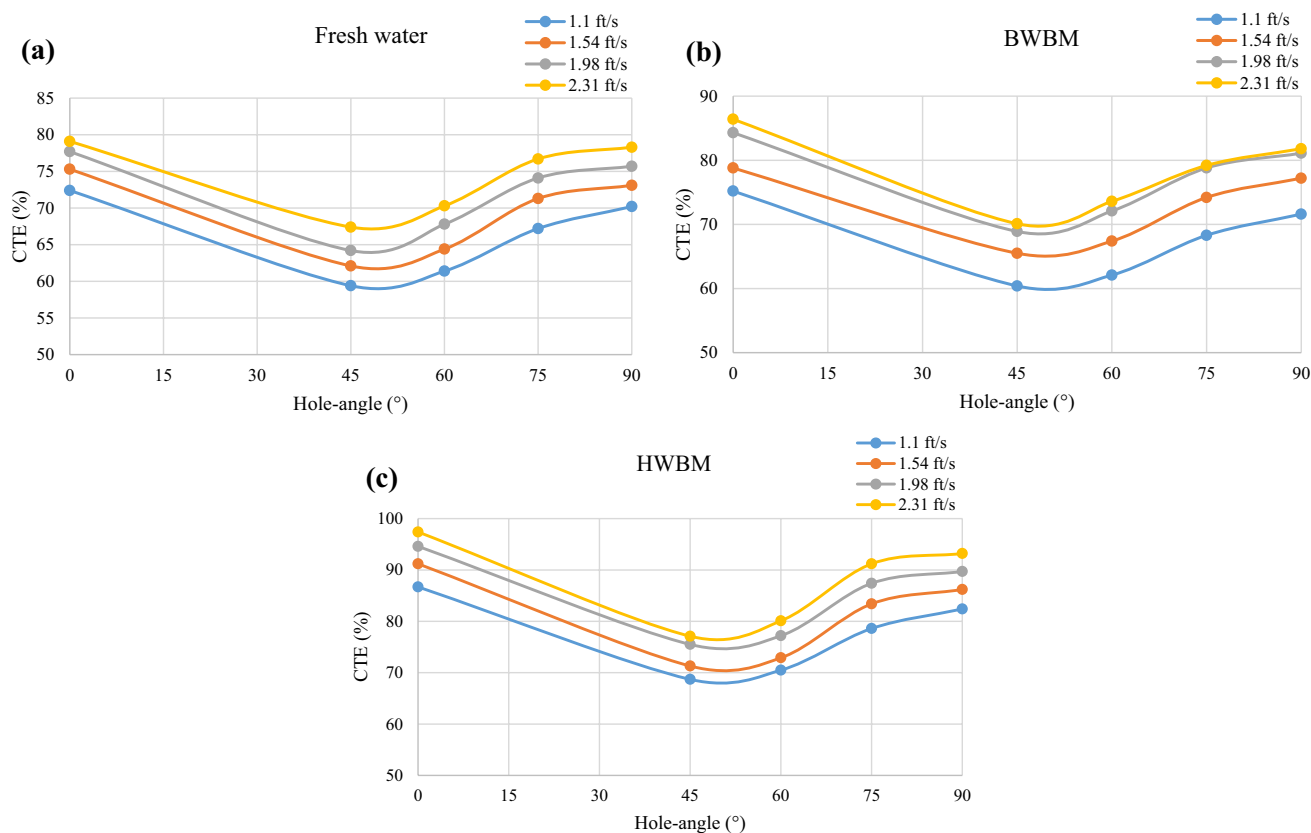 (a)
Fresh water
1.1 ft/s
1.54 ft/s
1.98 ft/s
2.31 ft/s
85
80
75
70
65
60
55
50
CTE (%)
0 15 30 45 60 75 90
Hole-angle (°)
(b)
BWBM
1.1 ft/s
1.54 ft/s
1.98 ft/s
2.31 ft/s
90
80
70
60
50
CTE (%)
0 15 30 45 60 75 90
Hole-angle (°)
(c)
HWBM
1.1 ft/s
1.54 ft/s
1.98 ft/s
2.31 ft/s
100
90
80
70
60
50
CTE (%)
0 15 30 45 60 75 90
Hole-angle (°)